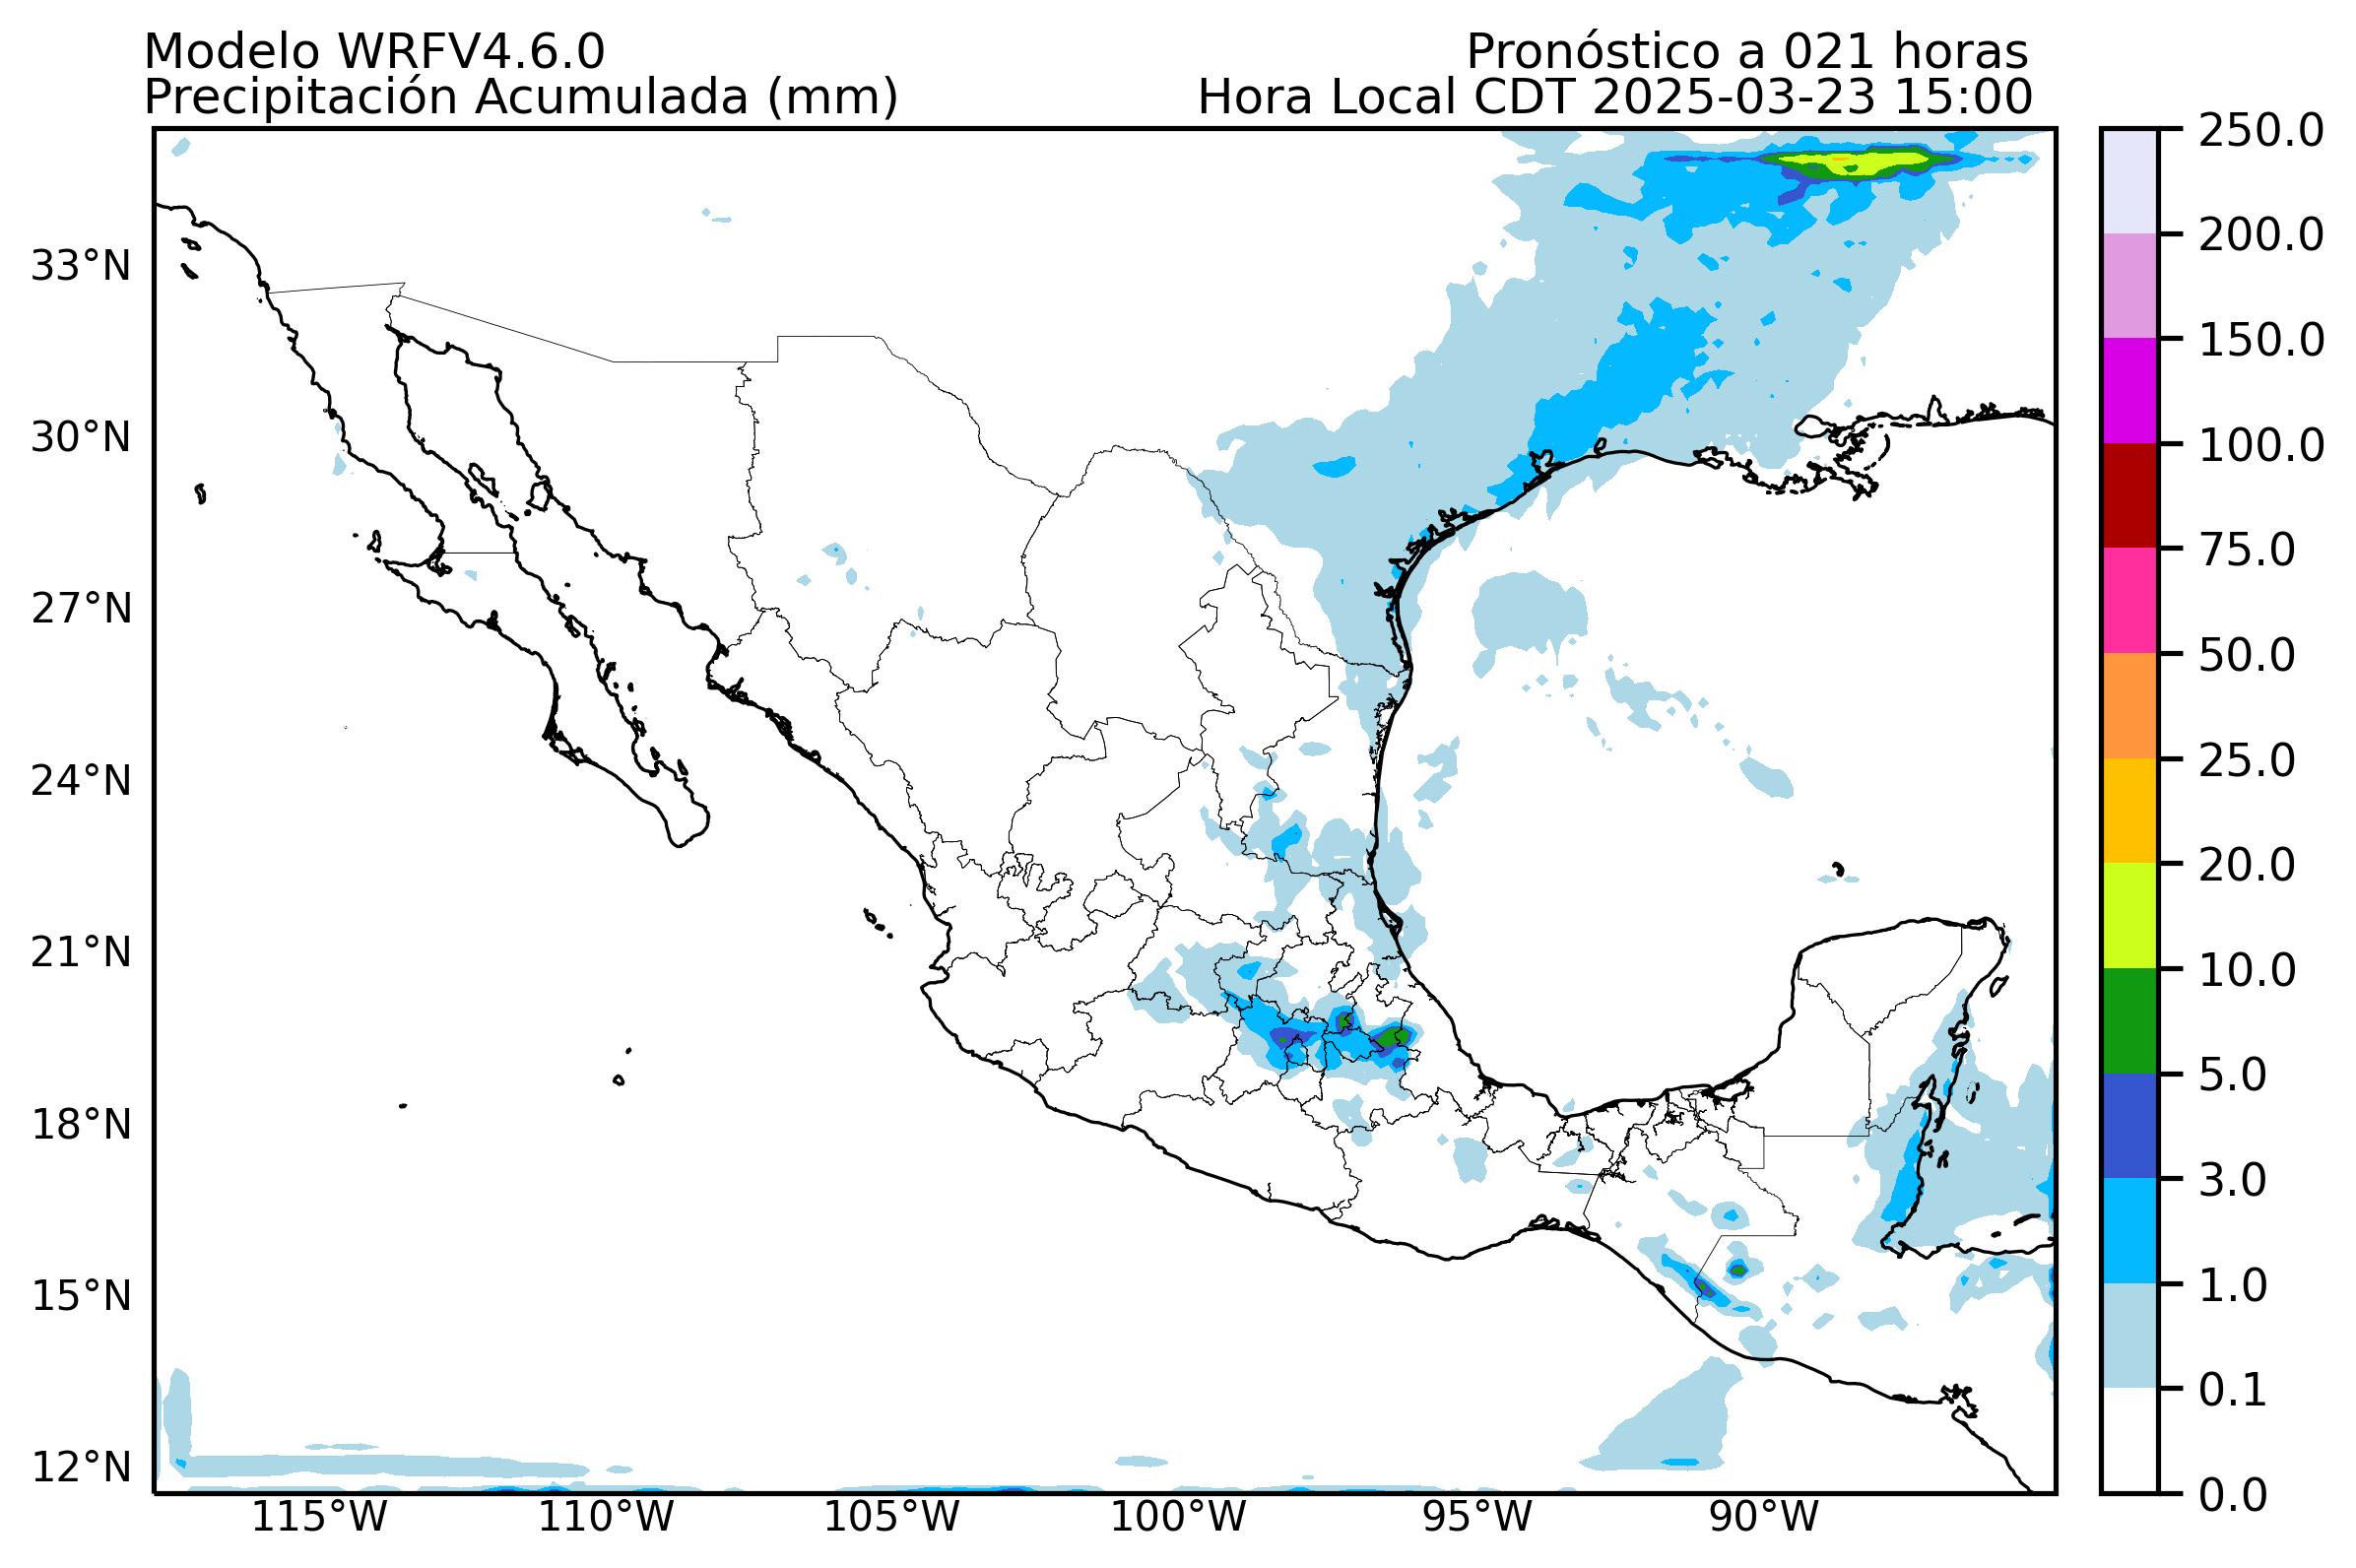 Modelo WRFV4.6.0
Pronóstico a 021 horas
Precipitación Acumulada (mm)
Hora Local CDT 2025-03-23 15:00
33°N
30°N
27°N
24°N
21°N
18°N
15°N
12°N
115°W
110°W
105°W
100°W
95°W
90°W
250.0
200.0
150.0
100.0
75.0
50.0
25.0
20.0
10.0
5.0
3.0
1.0
0.1
0.0